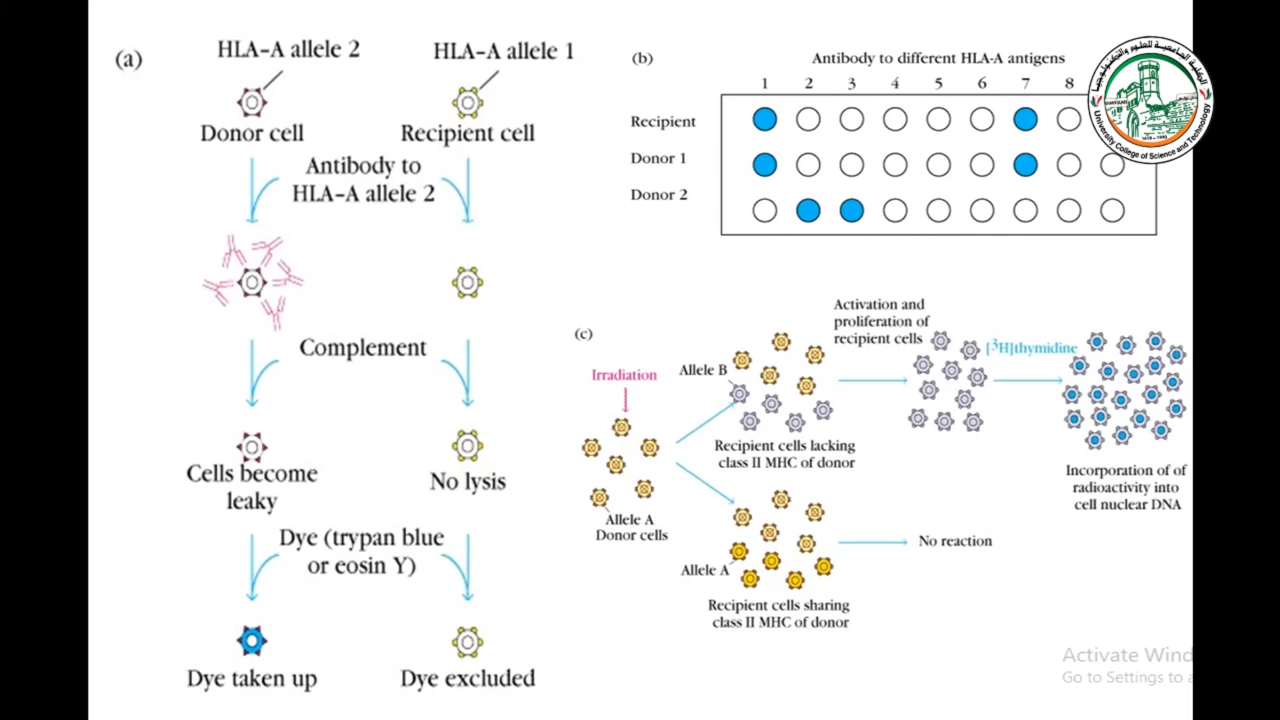 (a)
HLA–A allele 2
HLA–A allele 1
Donor cell
Recipient cell
Antibody to
HLA–A allele 2
Complement
Cells become
leaky
No lysis
Dye (trypan blue
or eosin Y)
Dye taken up
Dye excluded
(b)
Antibody to different HLA-A antigens
1 2 3 4 5 6 7 8
Recipient
Donor 1
Donor 2
(c)
Irradiation
Allele A
Donor cells
Allele B
Recipient cells lacking
class II MHC of donor
Activation and
proliferation of
recipient cells
[³H]thymidine
Incorporation of of
radioactivity into
cell nuclear DNA
Allele A
Recipient cells sharing
class II MHC of donor
No reaction
الكلية الجامعية للعلوم والتكنولوجيا
University College of Science and Technology
Activate Wind
Go to Settings to a